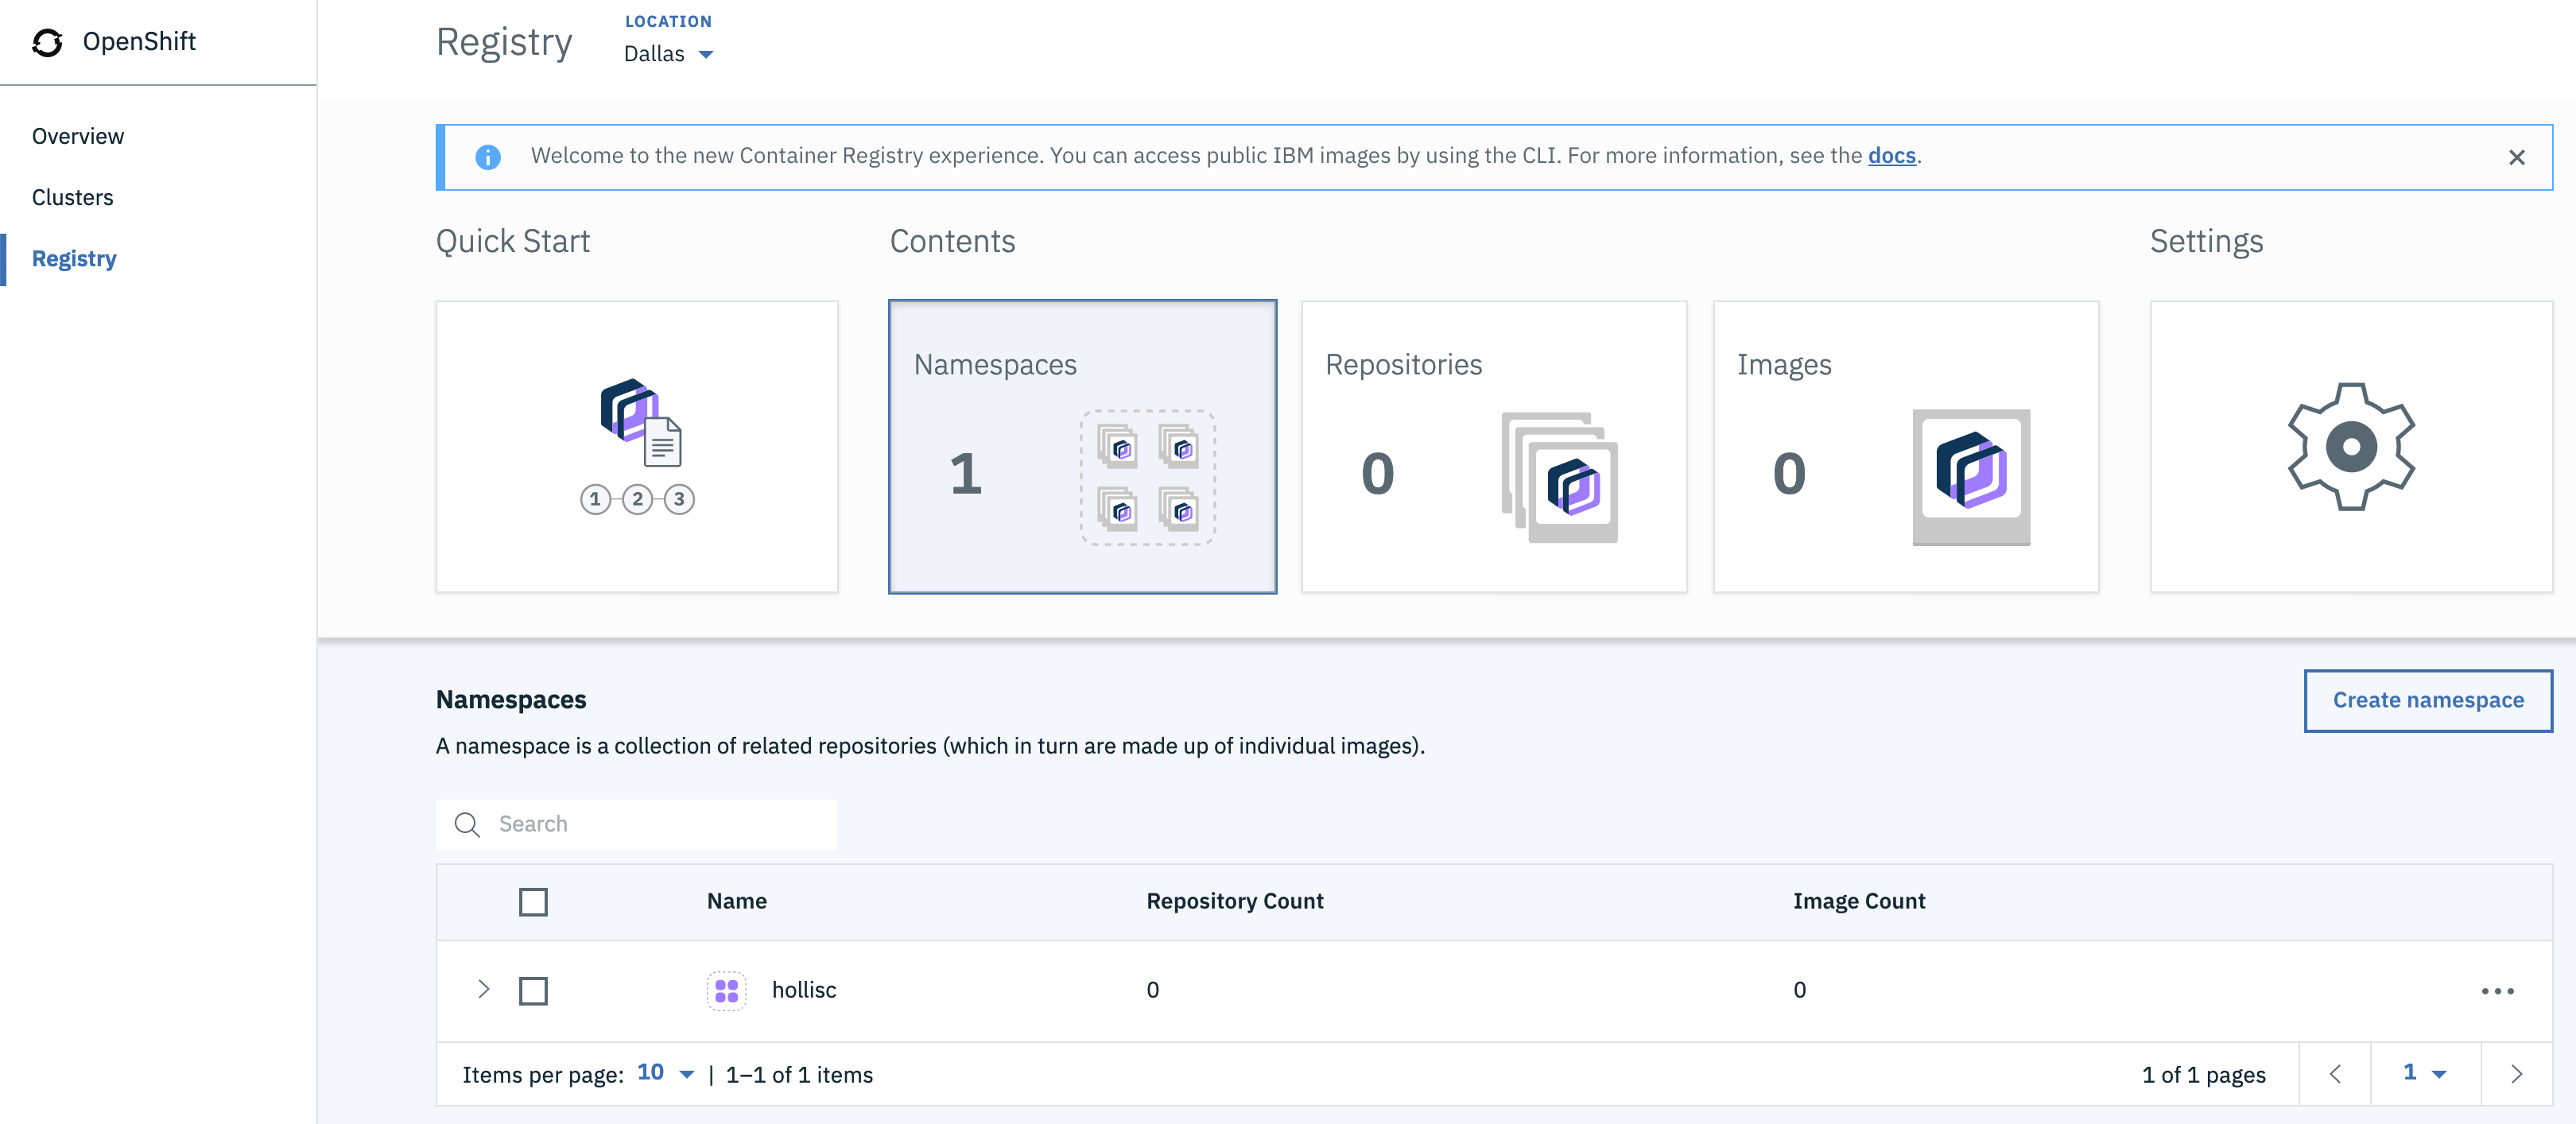 OpenShift
Overview
Clusters
Registry
Registry
LOCATION
Dallas
Welcome to the new Container Registry experience. You can access public IBM images by using the CLI. For more information, see the docs.
Quick Start
1 2 3
Contents
Namespaces
1
Repositories
0
Images
0
Settings
Namespaces
Create namespace
A namespace is a collection of related repositories (which in turn are made up of individual images).
Search
Name Repository Count Image Count
hollisc 0 0
Items per page: 10 | 1–1 of 1 items 1 of 1 pages 1